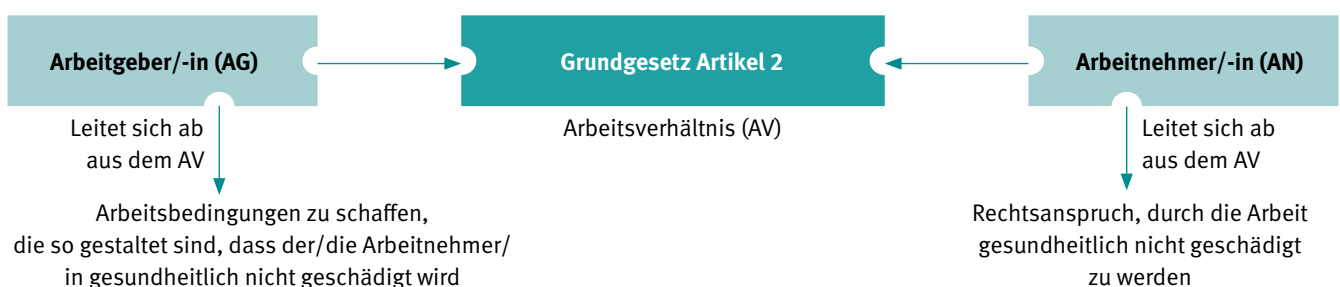 Arbeitgeber/-in (AG)
Grundgesetz Artikel 2
Arbeitnehmer/-in (AN)
Leitet sich ab
aus dem AV
Arbeitsverhältnis (AV)
Leitet sich ab
aus dem AV
Arbeitsbedingungen zu schaffen,
die so gestaltet sind, dass der/die Arbeitnehmer/
in gesundheitlich nicht geschädigt wird
Rechtsanspruch, durch die Arbeit
gesundheitlich nicht geschädigt
zu werden